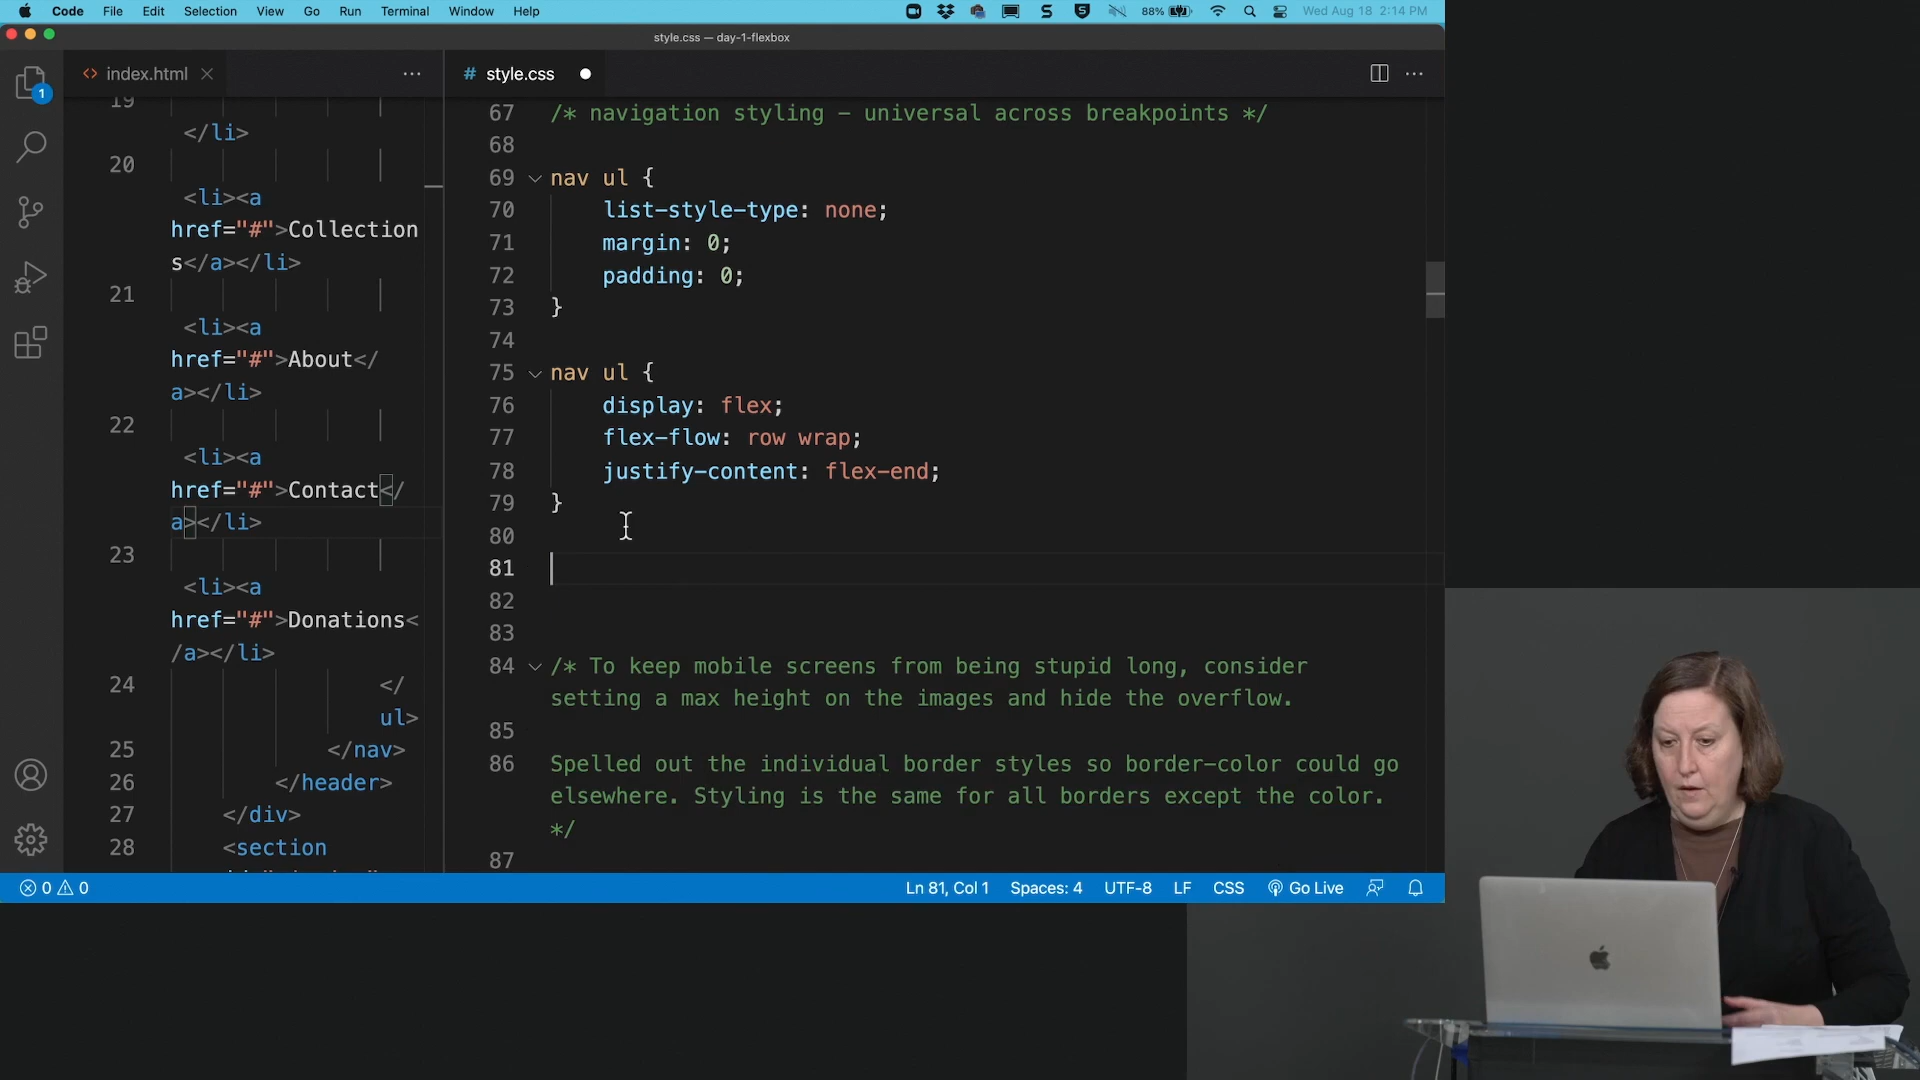 Code File Edit Selection View Go Run Terminal Window Help 88% Wed Aug 18 2:14 PM
style.css — day-1-flexbox
1
<> index.html × ···
# style.css ● ···
19
</li>
20
<li><a
href="#">Collection
s</a></li>
21
<li><a
href="#">About</
a></li>
22
<li><a
href="#">Contact</
a></li>
23
<li><a
href="#">Donations<
/a></li>
24 </
ul>
25 </nav>
26 </header>
27 </div>
28 <section
67 /* navigation styling – universal across breakpoints */
68
69 nav ul {
70 list-style-type: none;
71 margin: 0;
72 padding: 0;
73 }
74
75 nav ul {
76 display: flex;
77 flex-flow: row wrap;
78 justify-content: flex-end;
79 }
80
81
82
83
84 /* To keep mobile screens from being stupid long, consider
setting a max height on the images and hide the overflow.
85
86 Spelled out the individual border styles so border-color could go
elsewhere. Styling is the same for all borders except the color.
*/
87
0 0 Ln 81, Col 1 Spaces: 4 UTF-8 LF CSS Go Live